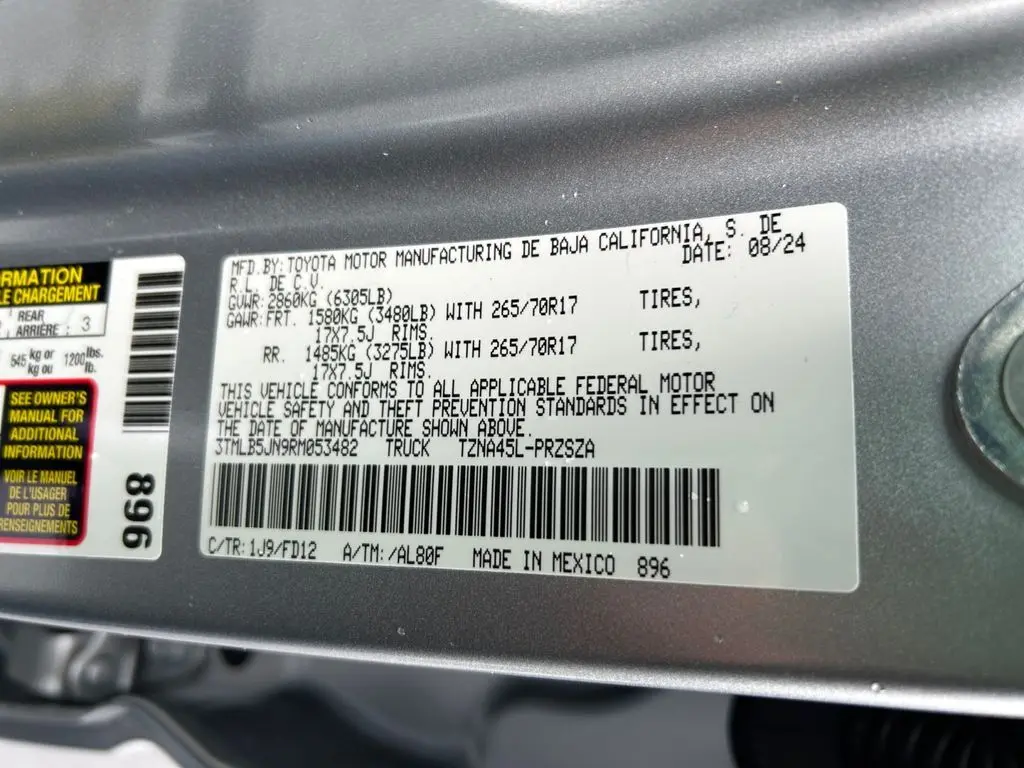 RMATION
LE CHARGEMENT
REAR
ARRIÈRE : 3
545 kg or 1200 lbs.
kg ou lb.
SEE OWNER'S
MANUAL FOR
ADDITIONAL
INFORMATION
VOIR LE MANUEL
DE L'USAGER
POUR PLUS DE
RENSEIGNEMENTS
896
MFD.BY:TOYOTA MOTOR MANUFACTURING DE BAJA CALIFORNIA, S. DE
R.L. DE C.V. DATE: 08/24
GVWR:2860KG (6305LB)
GAWR:FRT. 1580KG (3480LB) WITH 265/70R17 TIRES,
17X7.5J RIMS.
RR. 1485KG (3275LB) WITH 265/70R17 TIRES,
17X7.5J RIMS.
THIS VEHICLE CONFORMS TO ALL APPLICABLE FEDERAL MOTOR
VEHICLE SAFETY AND THEFT PREVENTION STANDARDS IN EFFECT ON
THE DATE OF MANUFACTURE SHOWN ABOVE.
3TMLB5JN9RM053482 TRUCK TZNA45L-PRZSZA
C/TR:1J9/FD12 A/TM:/AL80F MADE IN MEXICO 896